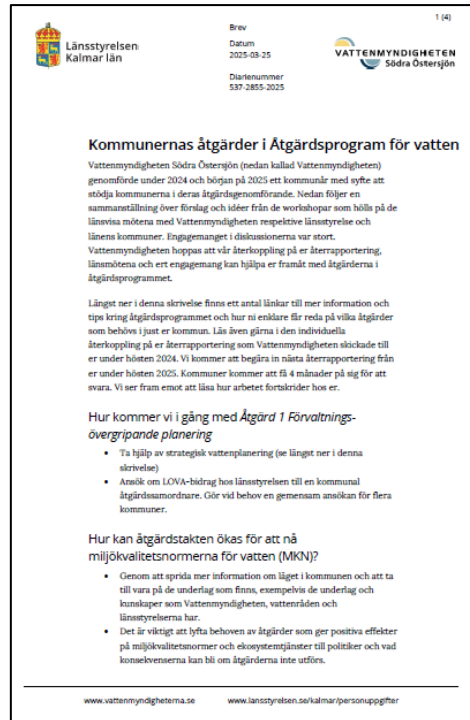 1 (4)
Brev
Länsstyrelsen
Kalmar län
Datum
2025-03-25
VATTENMYNDIGHETEN
Södra Östersjön
Diarienummer
537-2855-2025
Kommunernas åtgärder i Åtgärdsprogram för vatten
Vattenmyndigheten Södra Östersjön (nedan kallad Vattenmyndigheten)
genomförde under 2024 och början på 2025 ett kommunår med syfte att
stödja kommunerna i deras åtgärdsgenomförande. Nedan följer en
sammanställning över förslag och idéer från de workshopar som hölls på de
länsvisa mötena med Vattenmyndigheten respektive länsstyrelse och
länens kommuner. Engagemanget i diskussionerna var stort.
Vattenmyndigheten hoppas att vår återkoppling på er återrapportering,
länsmötena och ert engagemang kan hjälpa er framåt med åtgärderna i
åtgärdsprogrammet.
Längst ner i denna skrivelse finns ett antal länkar till mer information och
tips kring åtgärdsprogrammet och hur ni enklare får reda på vilka åtgärder
som behövs i just er kommun. Läs även gärna i den individuella
återkoppling på er återrapportering som Vattenmyndigheten skickade till
er under hösten 2024. Vi kommer att begära in nästa återrapportering från
er under hösten 2025. Kommuner kommer att få 4 månader på sig för att
svara. Vi ser fram emot att läsa hur arbetet fortskrider hos er.
Hur kommer vi i gång med Åtgärd 1 Förvaltnings-
övergripande planering
• Ta hjälp av strategisk vattenplanering (se längst ner i denna
skrivelse)
• Ansök om LOVA-bidrag hos länsstyrelsen till en kommunal
åtgärdssamordnare. Gör vid behov en gemensam ansökan för flera
kommuner.
Hur kan åtgärdstakten ökas för att nå
miljökvalitetsnormerna för vatten (MKN)?
• Genom att sprida mer information om läget i kommunen och att ta
till vara på de underlag som finns, exempelvis de underlag och
kunskaper som Vattenmyndigheten, vattenråden och
länsstyrelserna har.
• Det är viktigt att lyfta behoven av åtgärder som ger positiva effekter
på miljökvalitetsnormer och ekosystemtjänster till politiker och vad
konsekvenserna kan bli om åtgärderna inte utförs.
www.vattenmyndigheterna.se www.lansstyrelsen.se/kalmar/personuppgifter